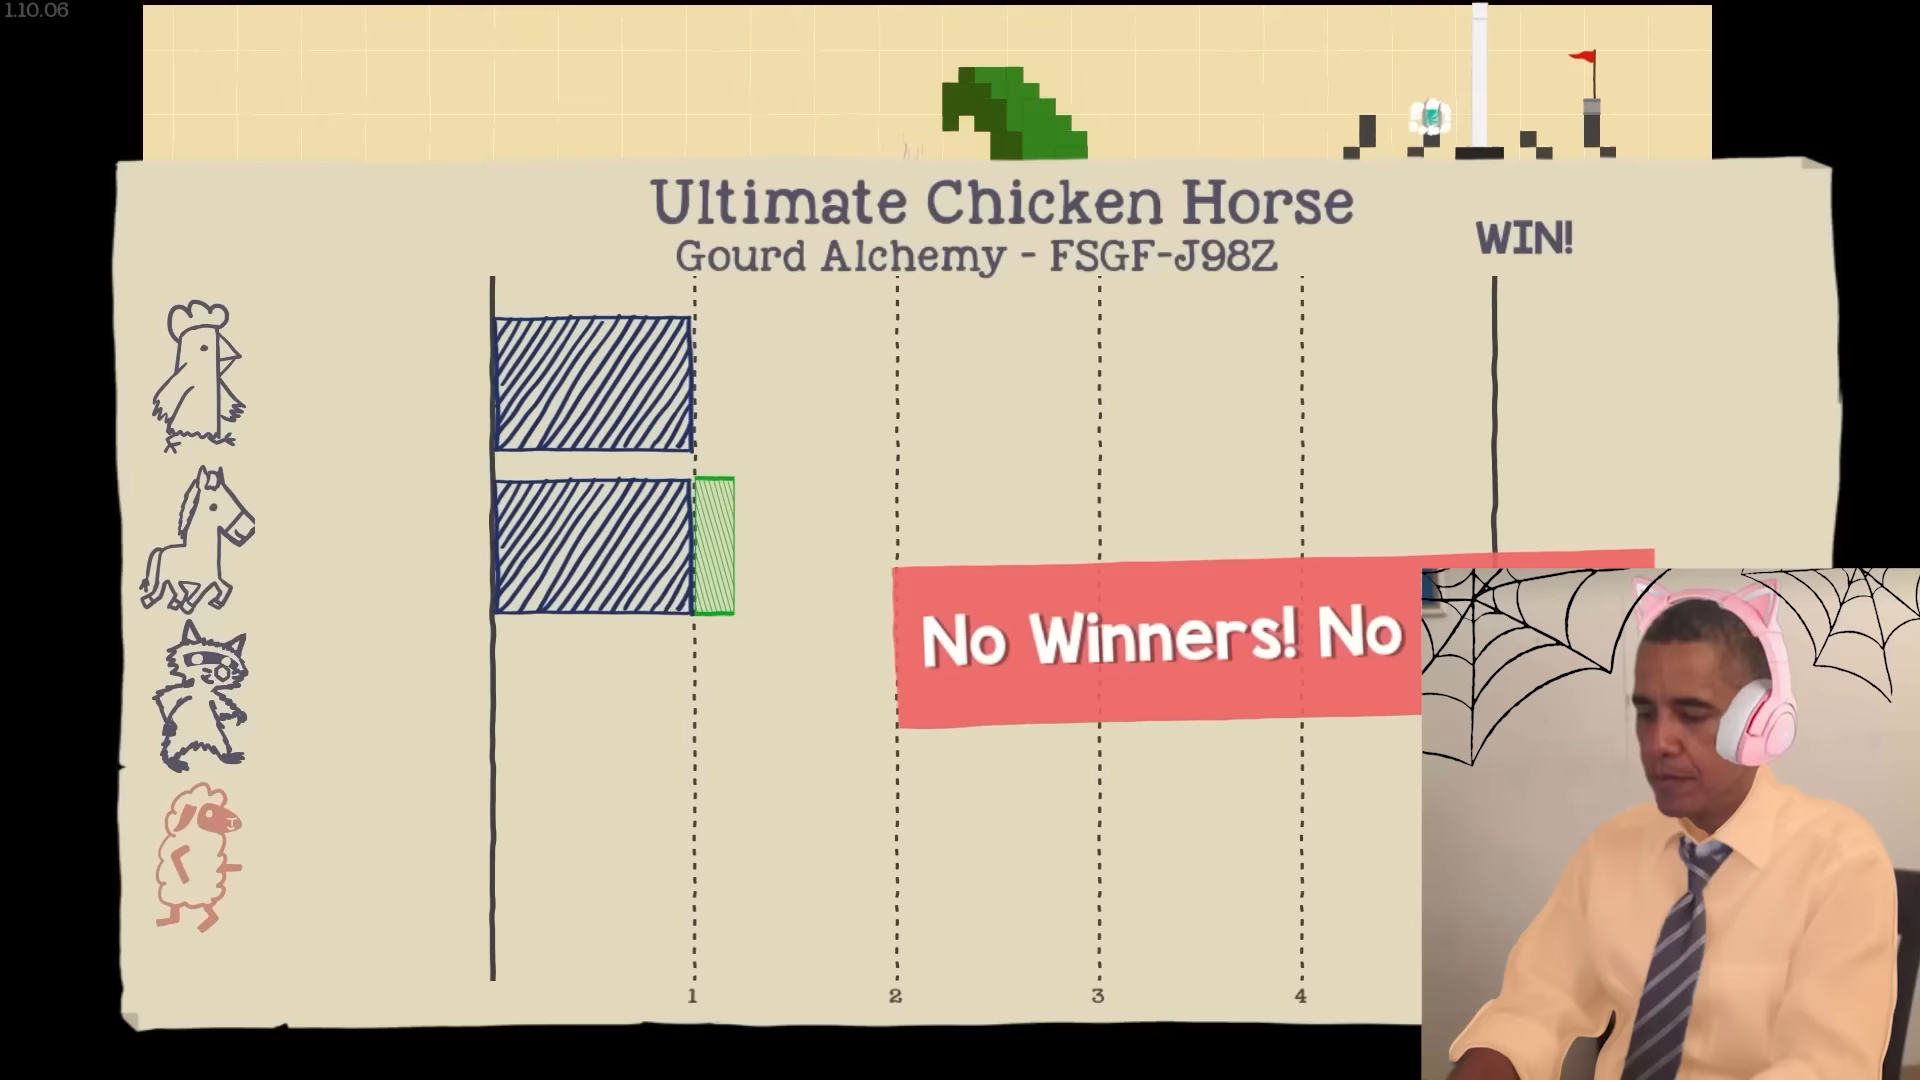 1.10.06
Ultimate Chicken Horse
Gourd Alchemy - FSGF-J98Z
WIN!
No Winners! No
1 2 3 4